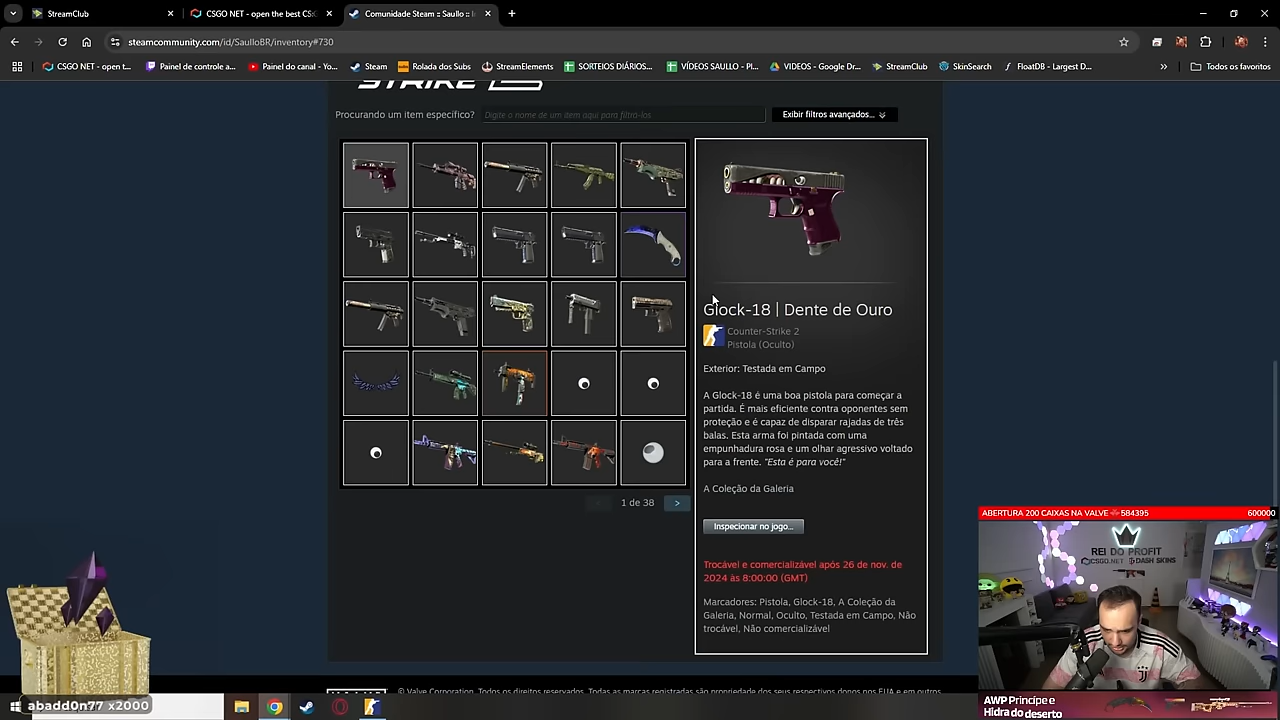 StreamClub
CSGO NET - open the best CS:
Comunidade Steam :: Saullo :: I
steamcommunity.com/id/SaulloBR/inventory#730
CSGO NET - open t...
Painel de controle a...
Painel do canal - Yo...
Steam
Rolada dos Subs
StreamElements
SORTEIOS DIÁRIOS...
VÍDEOS SAULLO - Pl...
VIDEOS - Google Dr...
StreamClub
SkinSearch
FloatDB - Largest D...
Todos os favoritos
STRIKE
Procurando um item específico?
Digite o nome de um item aqui para filtrá-los
Exibir filtros avançados...
Glock-18 | Dente de Ouro
Counter-Strike 2
Pistola (Oculto)
Exterior: Testada em Campo
A Glock-18 é uma boa pistola para começar a
partida. É mais eficiente contra oponentes sem
proteção e é capaz de disparar rajadas de três
balas. Esta arma foi pintada com uma
empunhadura rosa e um olhar agressivo voltado
para a frente. "Esta é para você!"
A Coleção da Galeria
Inspecionar no jogo...
Trocável e comercializável após 26 de nov. de
2024 às 8:00:00 (GMT)
Marcadores: Pistola, Glock-18, A Coleção da
Galeria, Normal, Oculto, Testada em Campo, Não
trocável, Não comercializável
1 de 38
>
ABERTURA 200 CAIXAS NA VALVE
584395
600000
REI DO PROFIT
CSGO.NET
DASH SKINS
© Valve Corporation. Todos os direitos reservados. Todas as marcas registradas são propriedade dos seus respectivos donos nos EUA e em outros
abadd0n77 x2000
AWP Príncipe e
Hidra do deserto